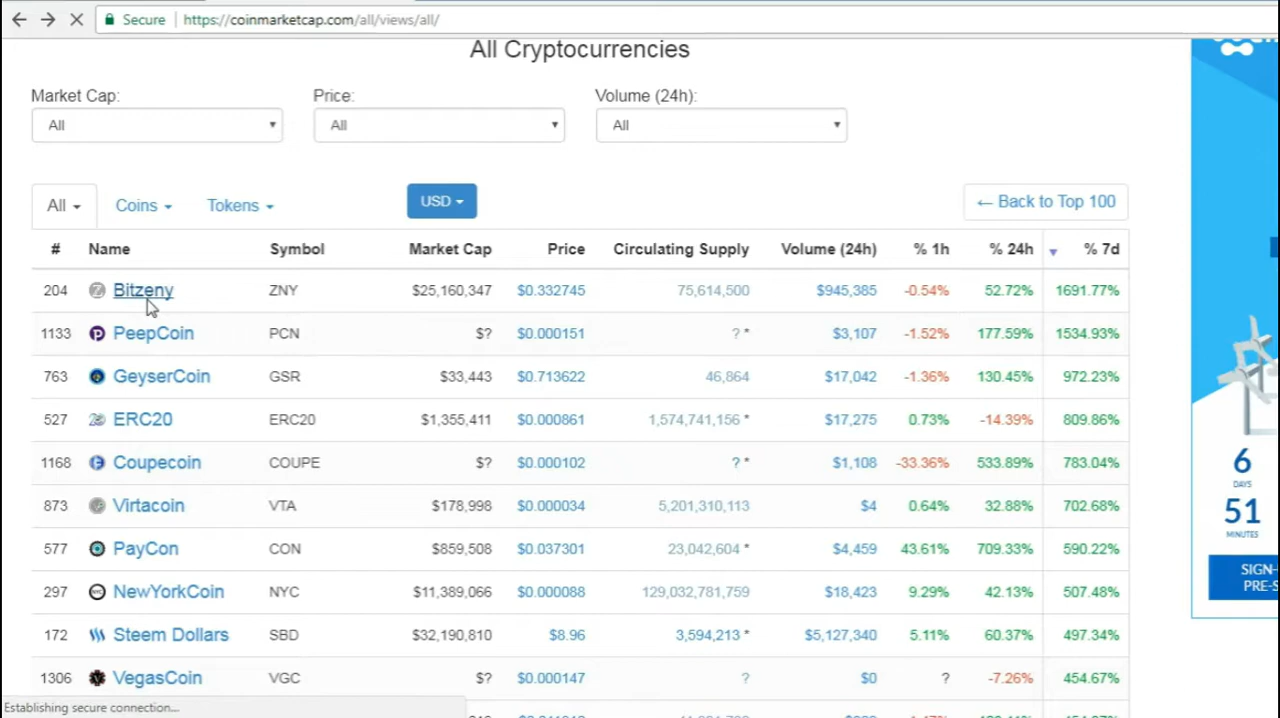 Secure https://coinmarketcap.com/all/views/all/
All Cryptocurrencies
Market Cap: Price: Volume (24h):
All All All
All Coins Tokens USD ← Back to Top 100
# Name Symbol Market Cap Price Circulating Supply Volume (24h) % 1h % 24h % 7d
204 Bitzeny ZNY $25,160,347 $0.332745 75,614,500 $945,385 -0.54% 52.72% 1691.77%
1133 PeepCoin PCN $? $0.000151 ? * $3,107 -1.52% 177.59% 1534.93%
763 GeyserCoin GSR $33,443 $0.713622 46,864 $17,042 -1.36% 130.45% 972.23%
527 ERC20 ERC20 $1,355,411 $0.000861 1,574,741,156 * $17,275 0.73% -14.39% 809.86%
1168 Coupecoin COUPE $? $0.000102 ? * $1,108 -33.36% 533.89% 783.04%
873 Virtacoin VTA $178,998 $0.000034 5,201,310,113 $4 0.64% 32.88% 702.68%
577 PayCon CON $859,508 $0.037301 23,042,604 * $4,459 43.61% 709.33% 590.22%
297 NewYorkCoin NYC $11,389,066 $0.000088 129,032,781,759 $18,423 9.29% 42.13% 507.48%
172 Steem Dollars SBD $32,190,810 $8.96 3,594,213 * $5,127,340 5.11% 60.37% 497.34%
1306 VegasCoin VGC $? $0.000147 ? $0 ? -7.26% 454.67%
Establishing secure connection...
6
DAYS
51
MINUTES
SIGN-
PRE-S